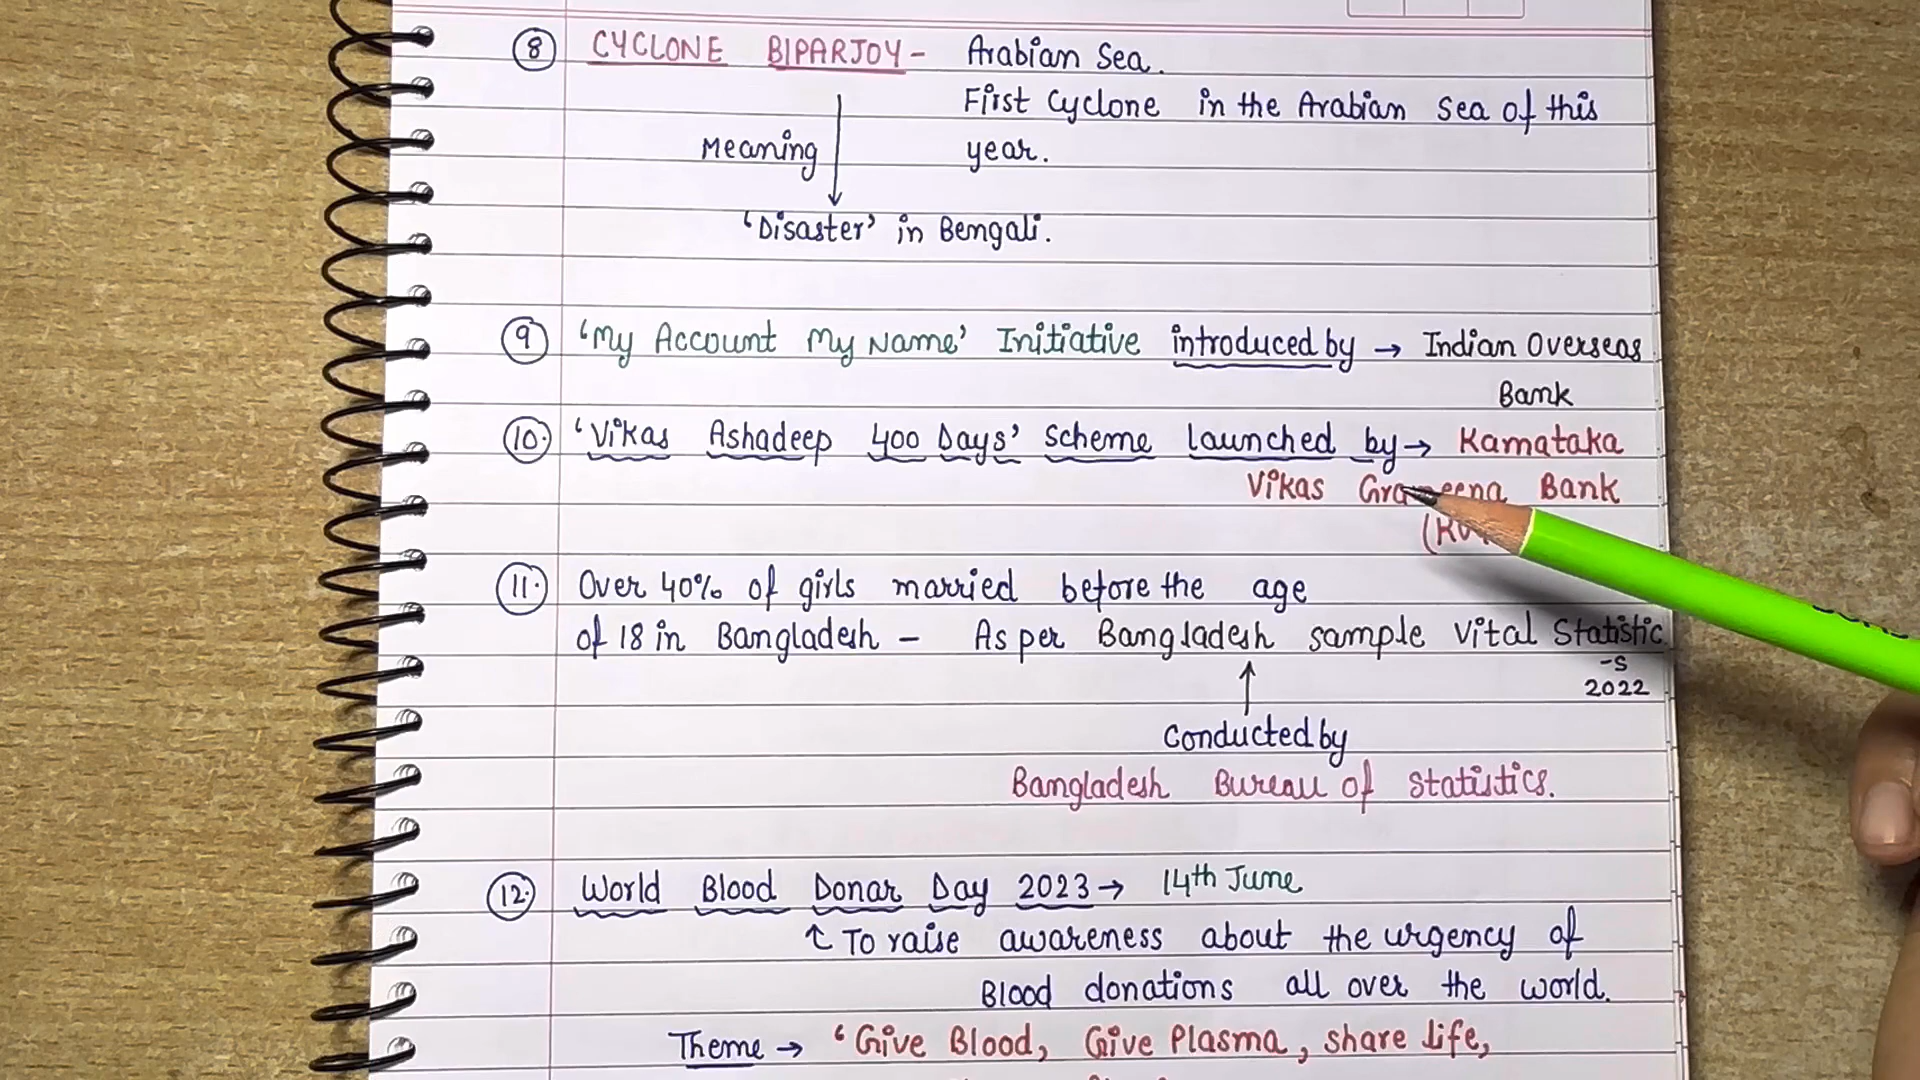 8 CYCLONE BIPARJOY - Arabian Sea.
First Cyclone in the Arabian Sea of this
Meaning year.
'Disaster' in Bengali.
9 'My Account My Name' Initiative introduced by → Indian Overseas
Bank
10. 'Vikas Ashadeep 400 Days' Scheme launched by → Karnataka
Vikas Grameena Bank
11. Over 40% of girls married before the age
of 18 in Bangladesh - As per Bangladesh sample Vital Statistic
-s
2022
↑
Conducted by
Bangladesh Bureau of Statistics.
12. World Blood Donar Day 2023 → 14th June
↑ To raise awareness about the urgency of
Blood donations all over the world.
Theme → 'Give Blood, Give Plasma, share life,